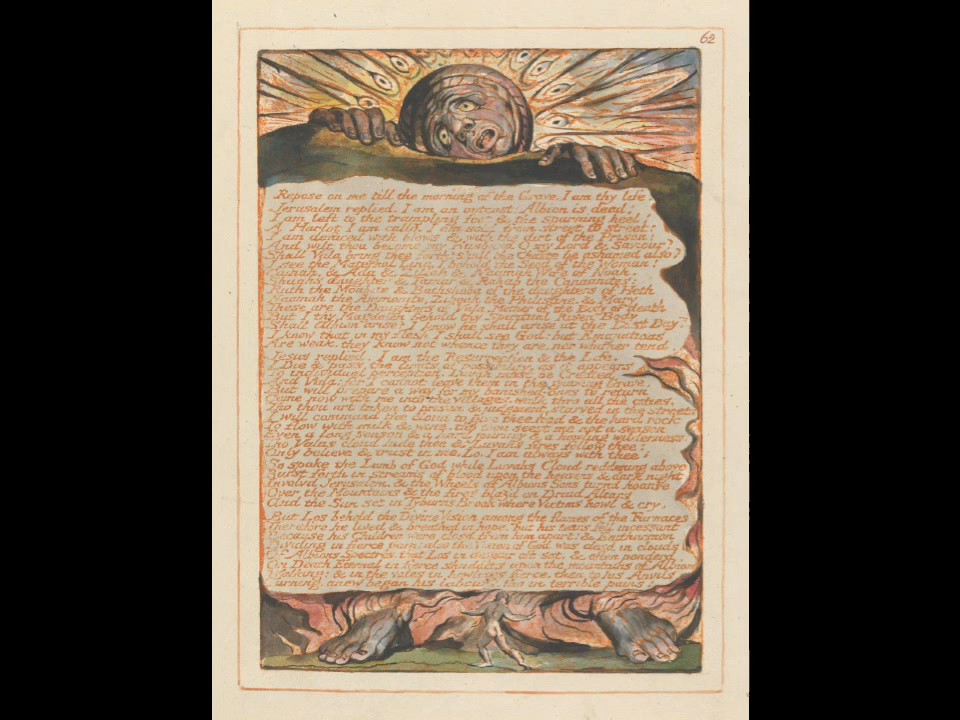 62
Repose on me till the morning of the Grave. I am thy life.
Jerusalem replied. I am an outcast: Albion is dead:
I am left to the trampling foot & the spurning heel!
A Harlot I am calld. I am sold from street to street!
I am defaced with blows & with the dirt of the Prison!
And wilt thou become my Husband O my Lord & Saviour?
Shall Vala bring thee forth! shall the Chaste be ashamed also?
I see the Maternal Line, I behold the Seed of the Woman!
Cainah, & Ada & Zillah & Naamah Wife of Noah.
Shuahs daughter & Tamar & Rahab the Canaanites:
Ruth the Moabite & Bathsheba of the daughters of Heth
Naamah the Ammonite, Zibeah the Philistine, & Mary
These are the Daughters of Vala, Mother of the Body of death
But I thy Magdalen behold thy Spiritual Risen Body
Shall Albion arise? I know he shall arise at the Last Day!
I know that in my flesh I shall see God: but Emanations
Are weak. they know not whence they are, nor whither tend.
Jesus replied. I am the Resurrection & the Life.
I Die & pass the limits of possibility, as it appears
To individual perception. Luvah must be Created
And Vala; for I cannot leave them in the gnawing Grave.
But will prepare a way for my banished-ones to return
Come now with me into the villages. walk thro all the cities.
Tho thou art taken to prison & judgment, starved in the streets
I will command the cloud to give thee food & the hard rock
To flow with milk & wine, tho thou seest me not a season
Even a long season & a hard journey & a howling wilderness!
Tho Valas cloud hide thee & Luvahs fires follow thee!
Only believe & trust in me, Lo. I am always with thee!
So spoke the Lamb of God while Luvahs Cloud reddening above
Burst forth in streams of blood upon the heavens & dark night
Involvd Jerusalem. & the Wheels of Albions Sons turnd hoarse
Over the Mountains & the fires blaz'd on Druid Altars
And the Sun set in Tyburns Brook where Victims howl & cry.
But Los beheld the Divine Vision among the flames of the Furnaces
Therefore he lived & breathed in hope. but his tears fell incessant
Because his Children were closd from him apart: & Enitharmon
Dividing in fierce pain: also the Vision of God was closd in clouds
Of Albions Spectres, that Los in despair oft sat, & often ponderd
On Death Eternal in fierce shudders upon the mountains of Albion
Walking: & in the vales in howlings fierce, then to his Anvils
Turning, anew began his labours, tho in terrible pains!